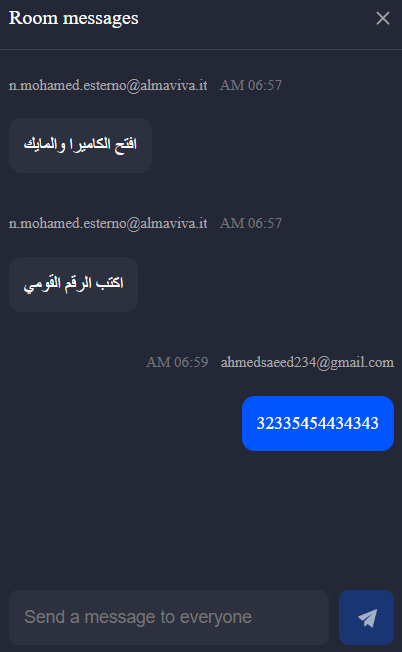 Room messages
n.mohamed.esterno@almaviva.it AM 06:57
افتح الكاميرا والمايك
n.mohamed.esterno@almaviva.it AM 06:57
اكتب الرقم القومي
AM 06:59 ahmedsaeed234@gmail.com
32335454434343
Send a message to everyone